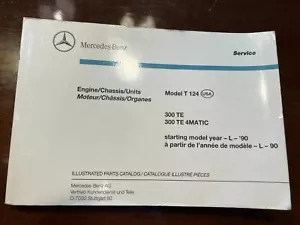 Mercedes-Benz
Service
Engine/Chassis/Units
Moteur/Châssis/Organes
Model T 124 USA
300 TE
300 TE 4MATIC
starting model year – L – '90
à partir de l'année de modèle – L – 90
ILLUSTRATED PARTS CATALOG / CATALOGUE ILLUSTRÉ PIÈCES
Mercedes-Benz AG
Vertrieb Kundendienst und Teile
D-7000 Stuttgart 60